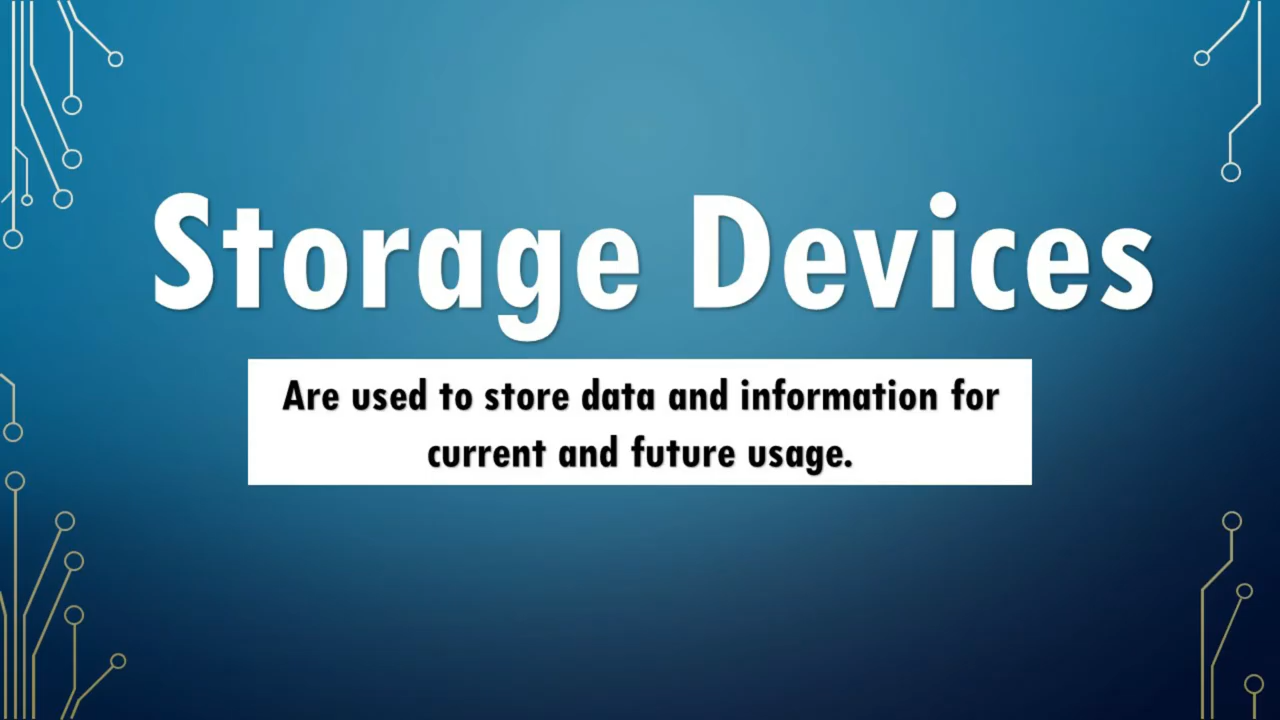 Storage Devices
Are used to store data and information for
current and future usage.